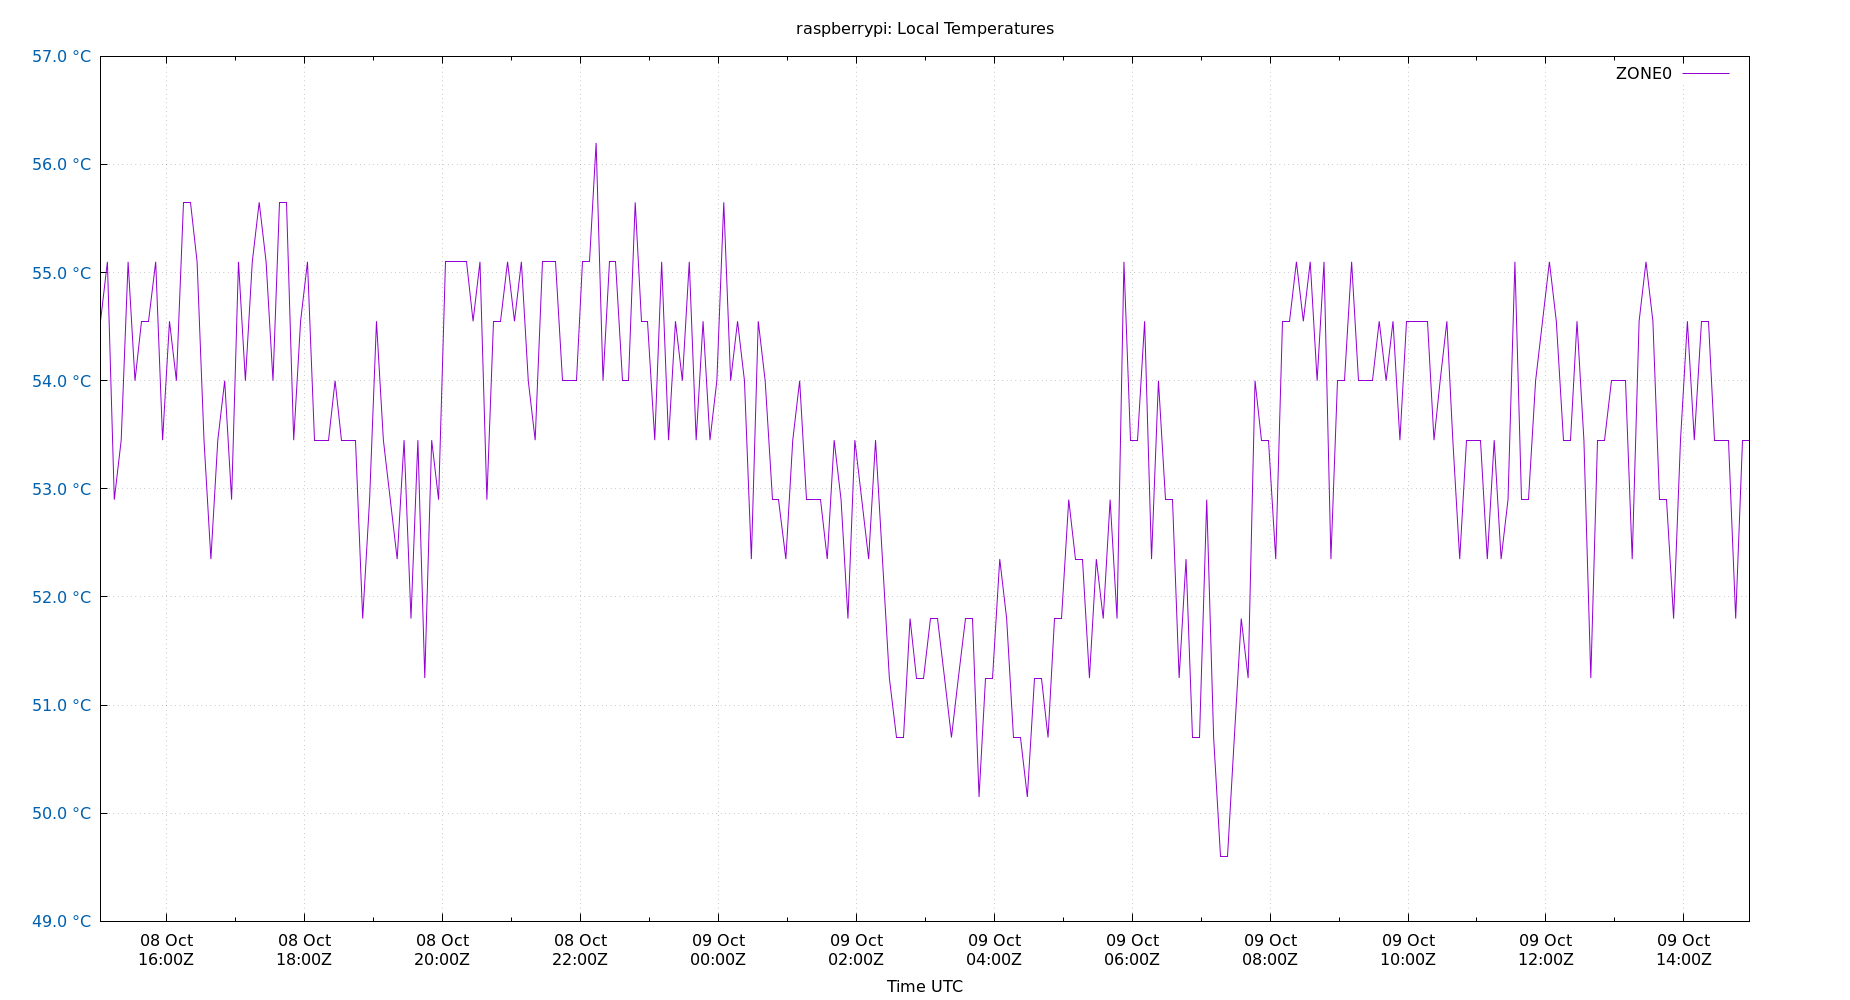 raspberrypi: Local Temperatures
57.0 °C
56.0 °C
55.0 °C
54.0 °C
53.0 °C
52.0 °C
51.0 °C
50.0 °C
49.0 °C
ZONE0
08 Oct
16:00Z
08 Oct
18:00Z
08 Oct
20:00Z
08 Oct
22:00Z
09 Oct
00:00Z
09 Oct
02:00Z
09 Oct
04:00Z
09 Oct
06:00Z
09 Oct
08:00Z
09 Oct
10:00Z
09 Oct
12:00Z
09 Oct
14:00Z
Time UTC